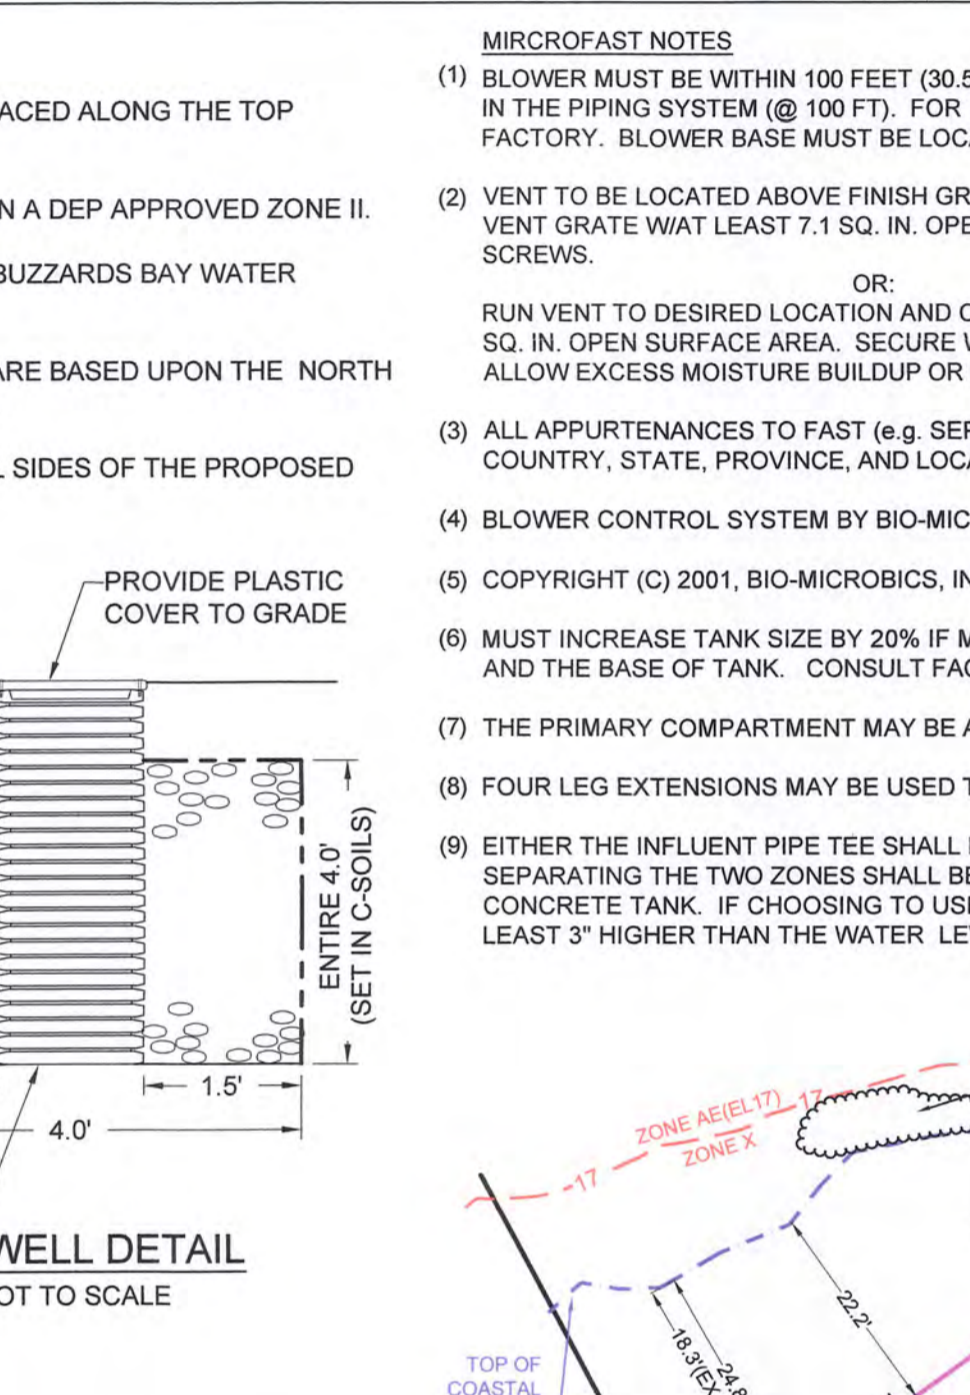 ACED ALONG THE TOP
N A DEP APPROVED ZONE II.
BUZZARDS BAY WATER
ARE BASED UPON THE NORTH
L SIDES OF THE PROPOSED
PROVIDE PLASTIC
COVER TO GRADE
ENTIRE 4.0'
(SET IN C-SOILS)
1.5'
4.0'
WELL DETAIL
OT TO SCALE
MIRCROFAST NOTES
(1) BLOWER MUST BE WITHIN 100 FEET (30.5
IN THE PIPING SYSTEM (@ 100 FT). FOR
FACTORY. BLOWER BASE MUST BE LOCA
(2) VENT TO BE LOCATED ABOVE FINISH GR
VENT GRATE W/AT LEAST 7.1 SQ. IN. OPE
SCREWS.
OR:
RUN VENT TO DESIRED LOCATION AND C
SQ. IN. OPEN SURFACE AREA. SECURE W
ALLOW EXCESS MOISTURE BUILDUP OR
(3) ALL APPURTENANCES TO FAST (e.g. SEP
COUNTRY, STATE, PROVINCE, AND LOCA
(4) BLOWER CONTROL SYSTEM BY BIO-MIC
(5) COPYRIGHT (C) 2001, BIO-MICROBICS, IN
(6) MUST INCREASE TANK SIZE BY 20% IF M
AND THE BASE OF TANK. CONSULT FAC
(7) THE PRIMARY COMPARTMENT MAY BE A
(8) FOUR LEG EXTENSIONS MAY BE USED T
(9) EITHER THE INFLUENT PIPE TEE SHALL
SEPARATING THE TWO ZONES SHALL BE
CONCRETE TANK. IF CHOOSING TO USE
LEAST 3" HIGHER THAN THE WATER LEV
ZONE AE(EL17)
17
ZONE X
-17
22.2'
18.3'(EX
24.8
TOP OF
COASTAL